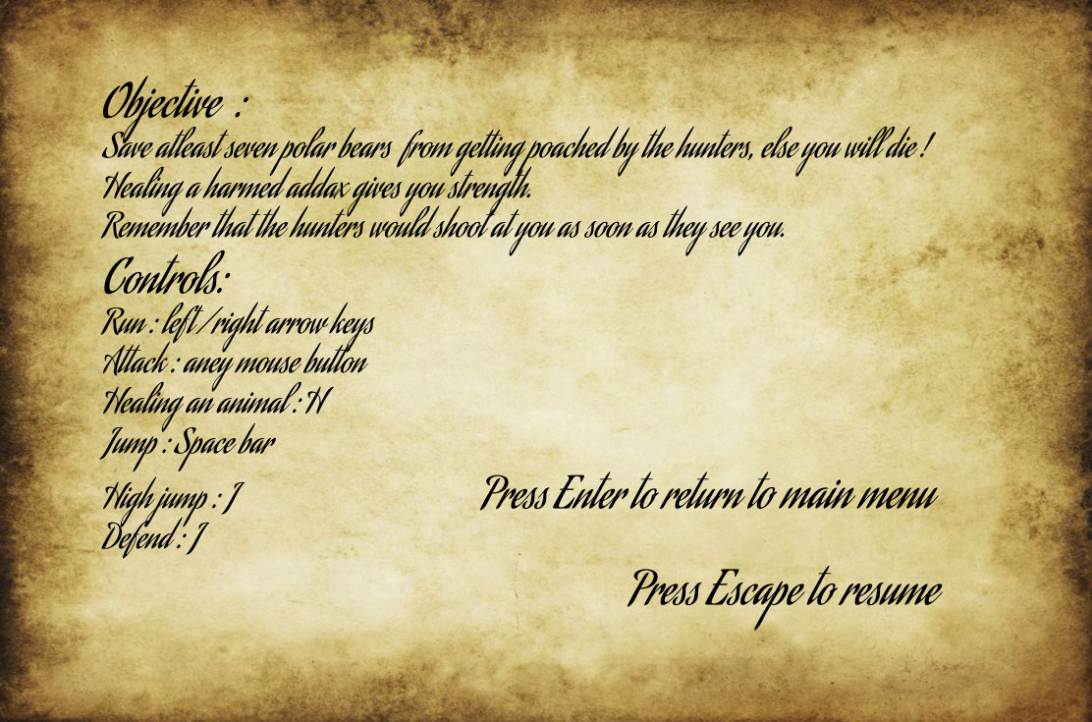 Objective :
Save atleast seven polar bears from getting poached by the hunters, else you will die !
Healing a harmed addax gives you strength.
Remember that the hunters would shoot at you as soon as they see you.
Controls:
Run : left /right arrow keys
Attack : aney mouse button
Healing an animal : H
Jump : Space bar
High jump : J
Defend : J
Press Enter to return to main menu
Press Escape to resume